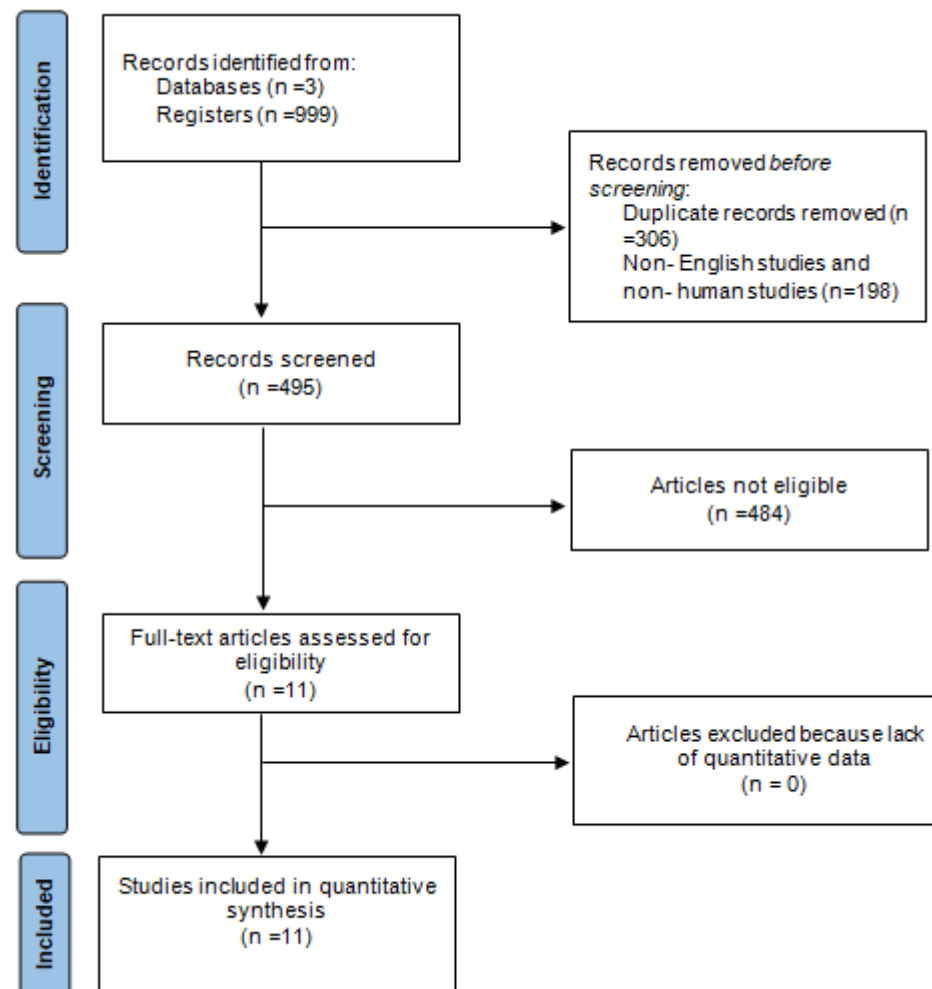 Identification
Records identified from:
Databases (n =3)
Registers (n =999)
Records removed before
screening:
Duplicate records removed (n
=306)
Non- English studies and
non- human studies (n=198)
Screening
Records screened
(n =495)
Articles not eligible
(n =484)
Eligibility
Full-text articles assessed for
eligibility
(n =11)
Articles excluded because lack
of quantitative data
(n = 0)
Included
Studies included in quantitative
synthesis
(n =11)